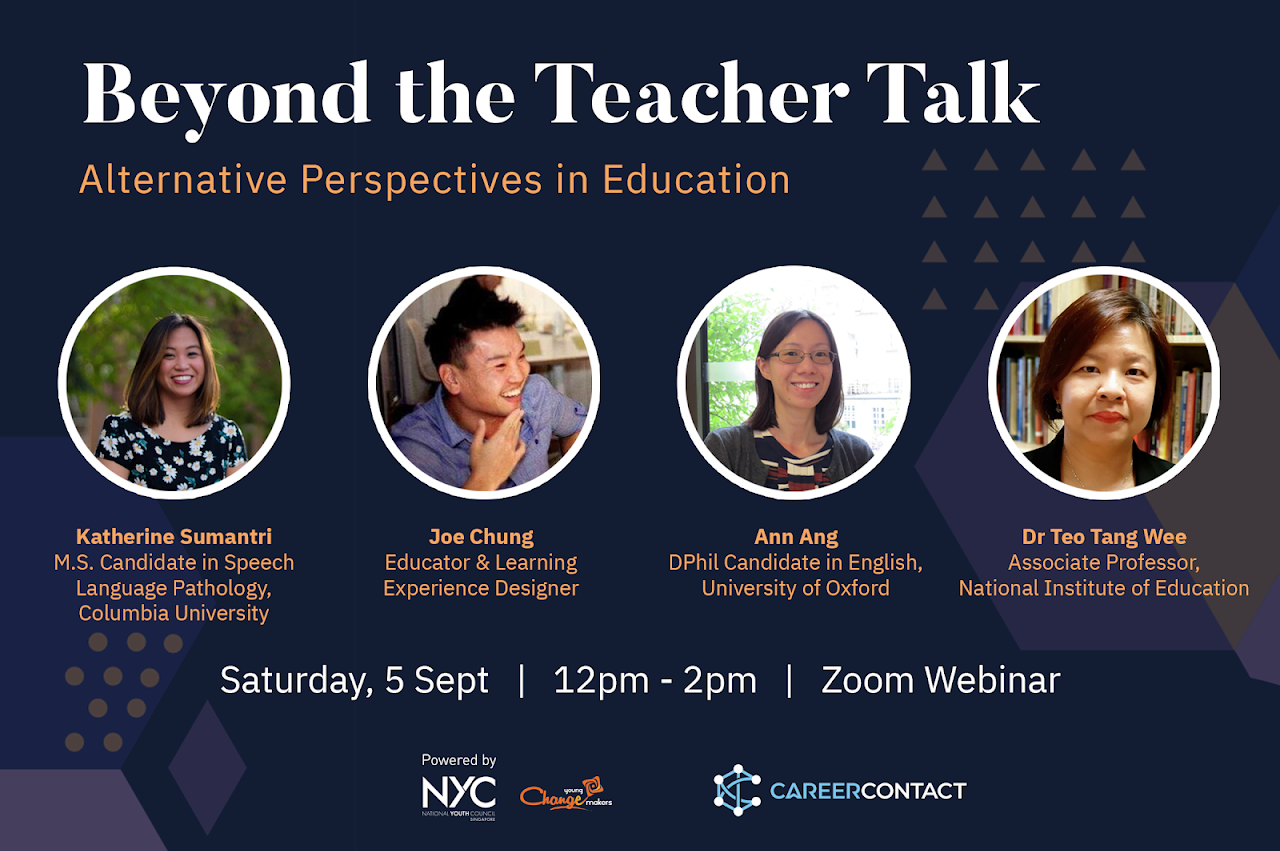 Beyond the Teacher Talk
Alternative Perspectives in Education
Katherine Sumantri
M.S. Candidate in Speech
Language Pathology,
Columbia University
Joe Chung
Educator & Learning
Experience Designer
Ann Ang
DPhil Candidate in English,
University of Oxford
Dr Teo Tang Wee
Associate Professor,
National Institute of Education
Saturday, 5 Sept | 12pm - 2pm | Zoom Webinar
Powered by
NYC
NATIONAL YOUTH COUNCIL
SINGAPORE
young
Change makers
CAREERCONTACT